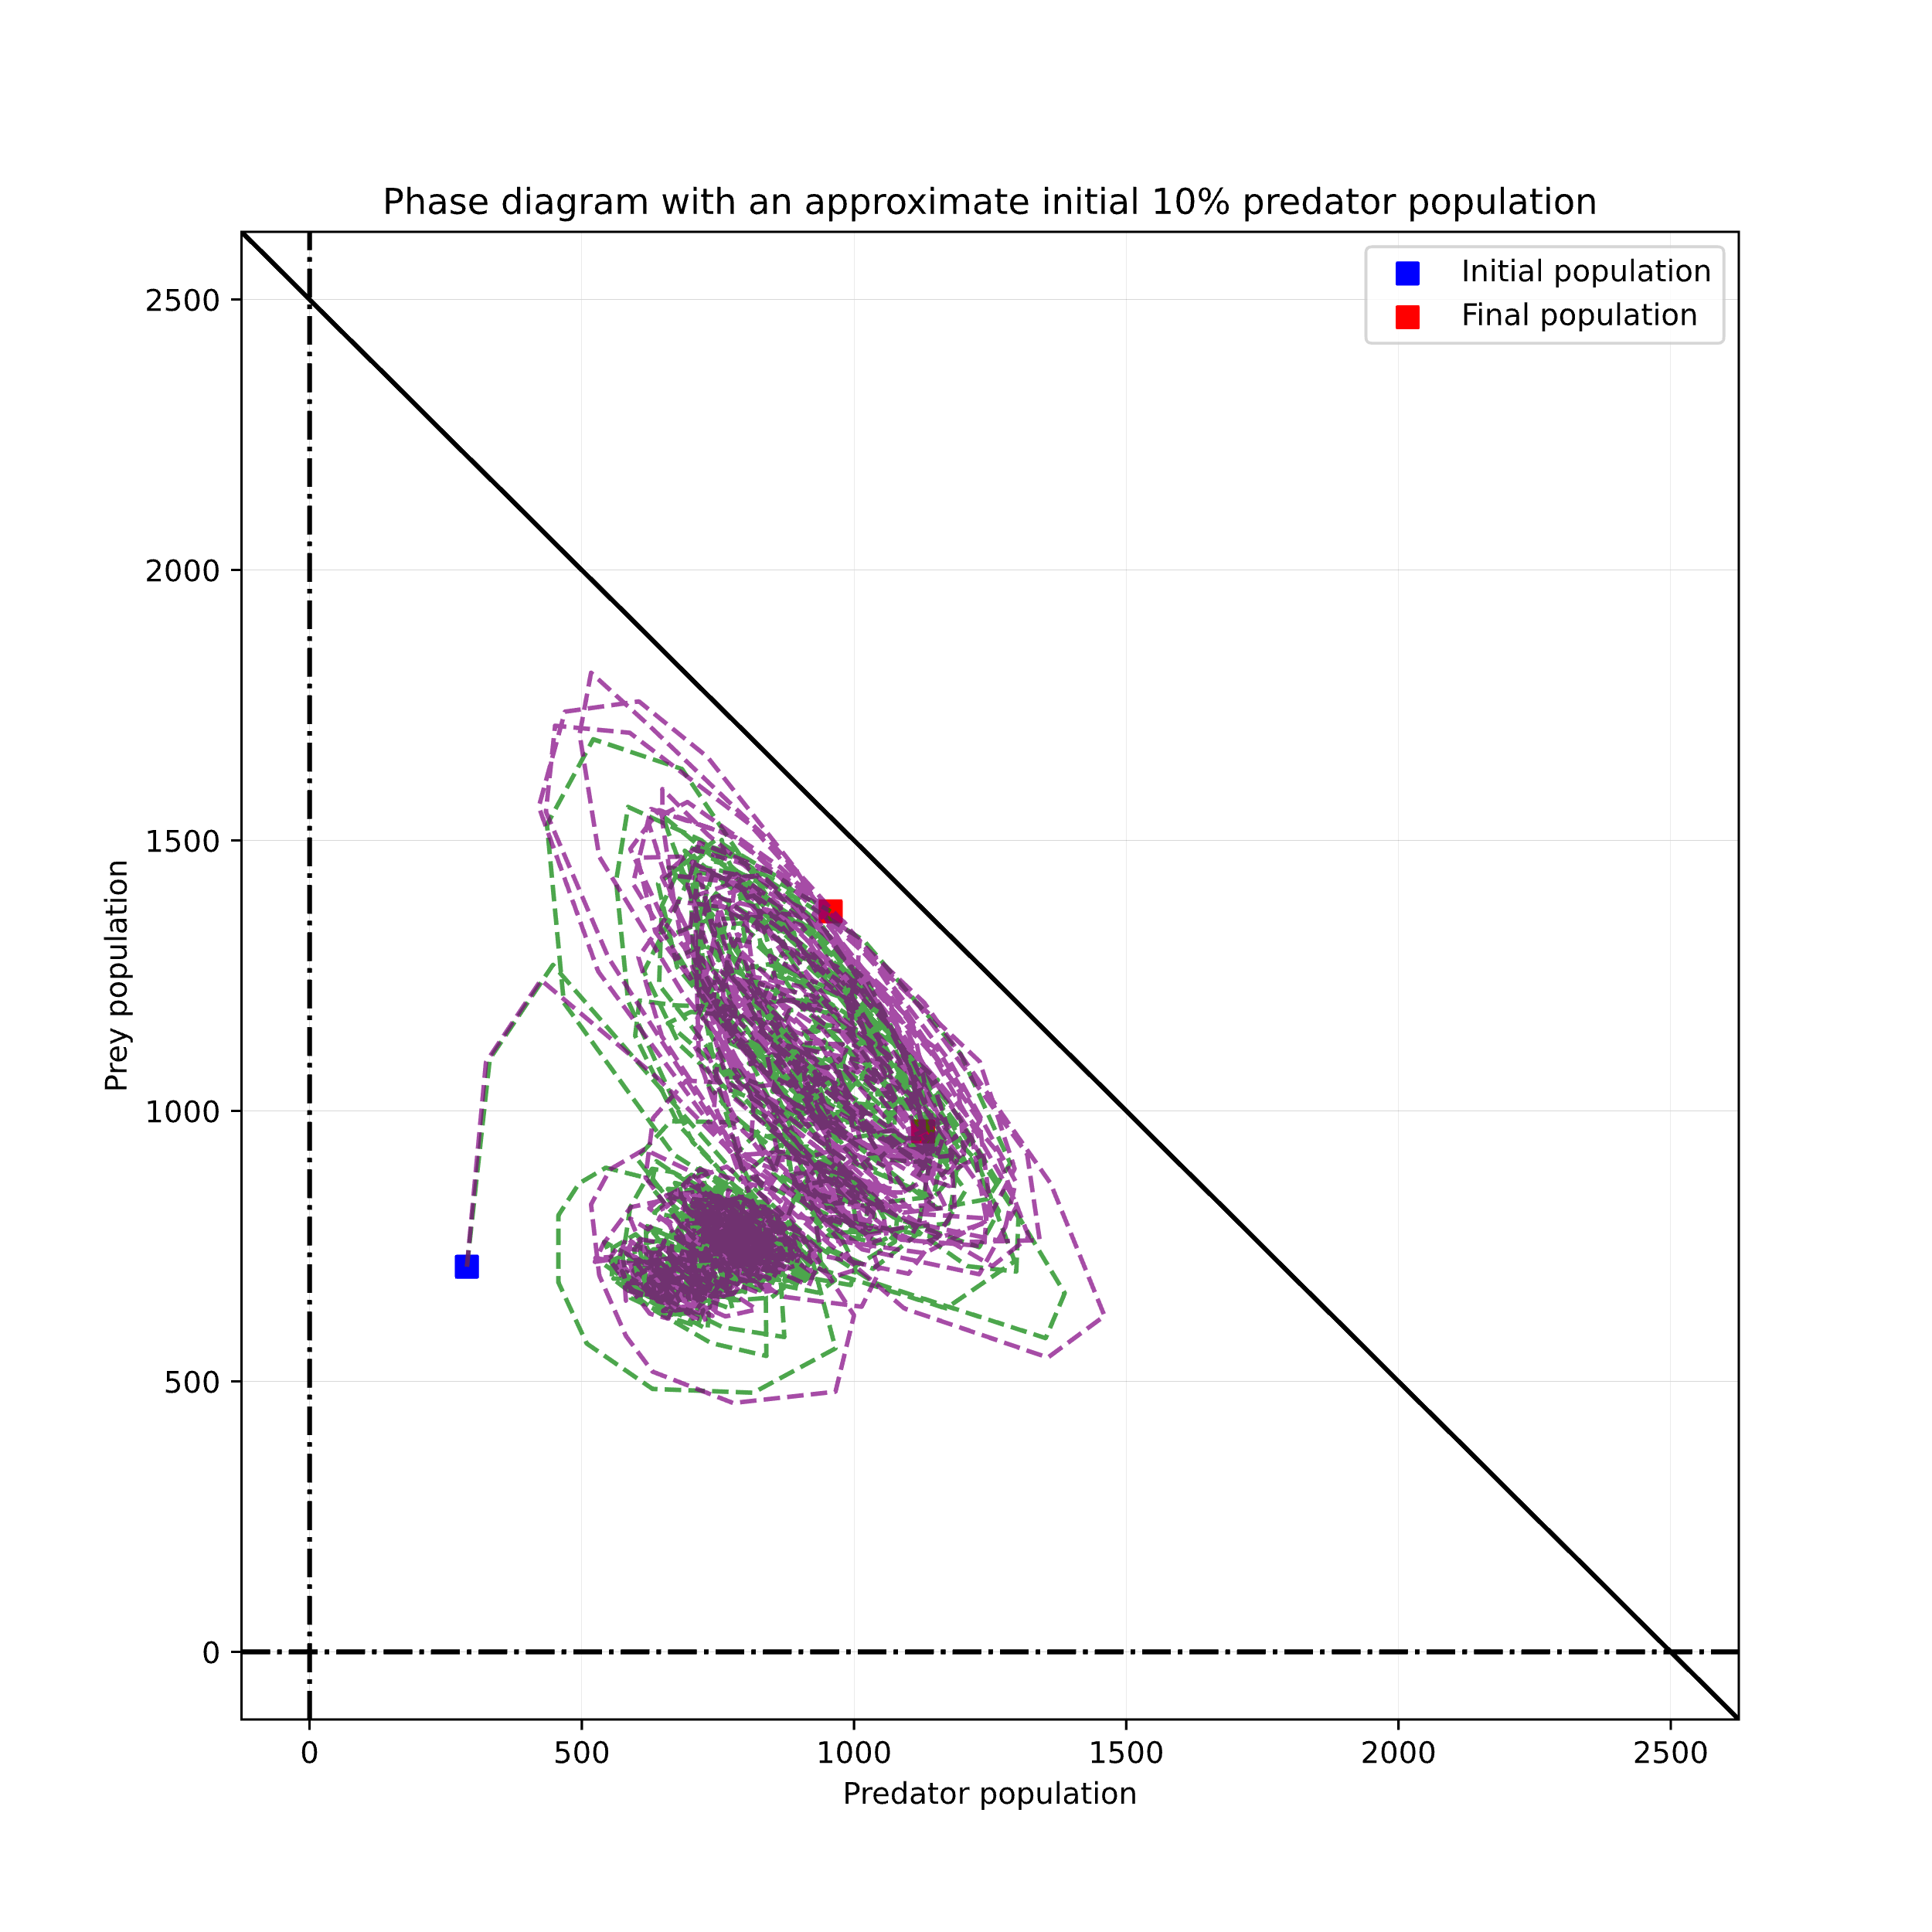 Phase diagram with an approximate initial 10% predator population
Initial population
Final population
2500
2000
1500
1000
500
0
Prey population
0 500 1000 1500 2000 2500
Predator population